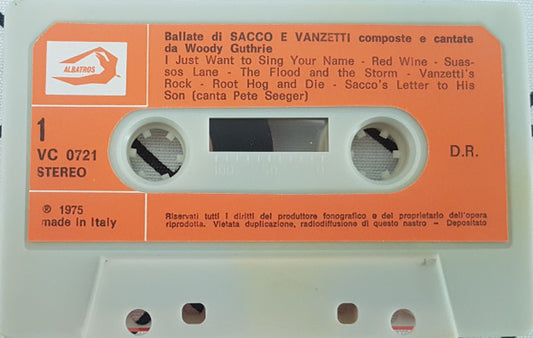 ALBATROS
Ballate di SACCO E VANZETTI composte e cantate
da Woody Guthrie
I Just Want to Sing Your Name - Red Wine - Suas-
sos Lane - The Flood and the Storm - Vanzetti's
Rock - Root Hog and Die - Sacco's Letter to His
Son (canta Pete Seeger)
1
VC 0721
STEREO
D.R.
100 50
℗ 1975
made in Italy
Riservati tutti i diritti del produttore fonografico e del proprietario dell'opera
riprodotta. Vietata duplicazione, radiodiffusione di questo nastro - Depositato